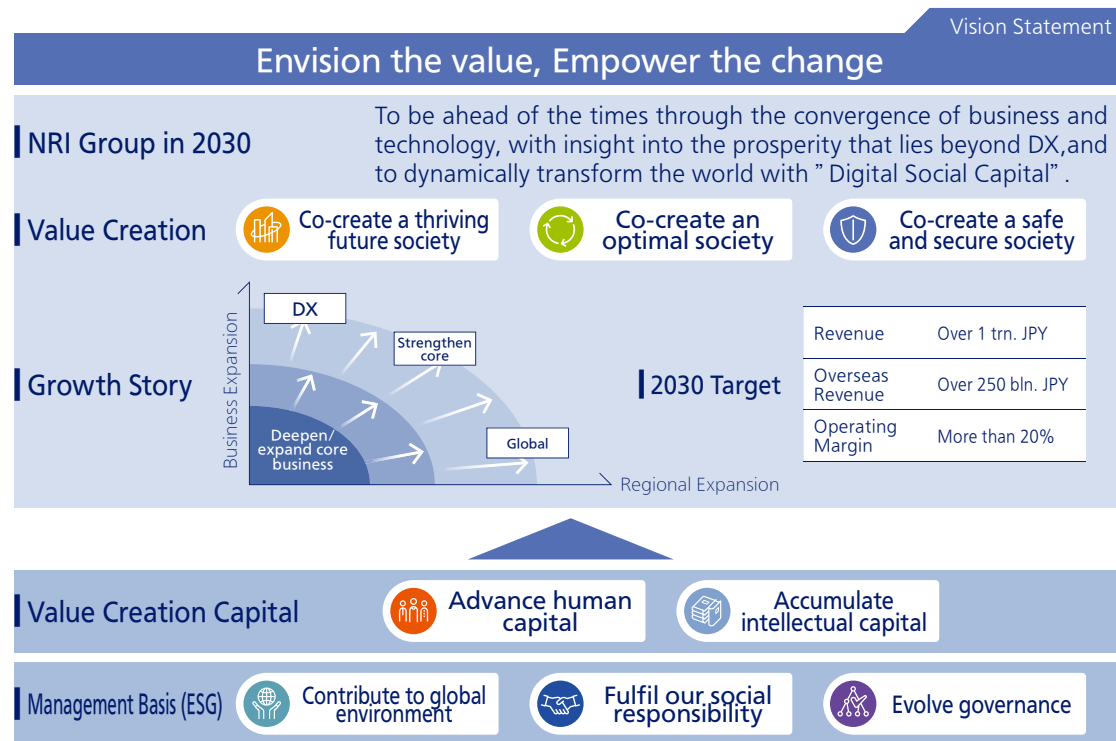 Vision Statement
Envision the value, Empower the change
NRI Group in 2030
To be ahead of the times through the convergence of business and
technology, with insight into the prosperity that lies beyond DX,and
to dynamically transform the world with ” Digital Social Capital” .
Value Creation
Co-create a thriving
future society
Co-create an
optimal society
Co-create a safe
and secure society
Growth Story
Business Expansion
DX
Strengthen
core
Deepen/
expand core
business
Global
Regional Expansion
2030 Target
Revenue Over 1 trn. JPY
Overseas
Revenue
Over 250 bln. JPY
Operating
Margin
More than 20%
Value Creation Capital
Advance human
capital
Accumulate
intellectual capital
Management Basis (ESG)
Contribute to global
environment
Fulfil our social
responsibility
Evolve governance